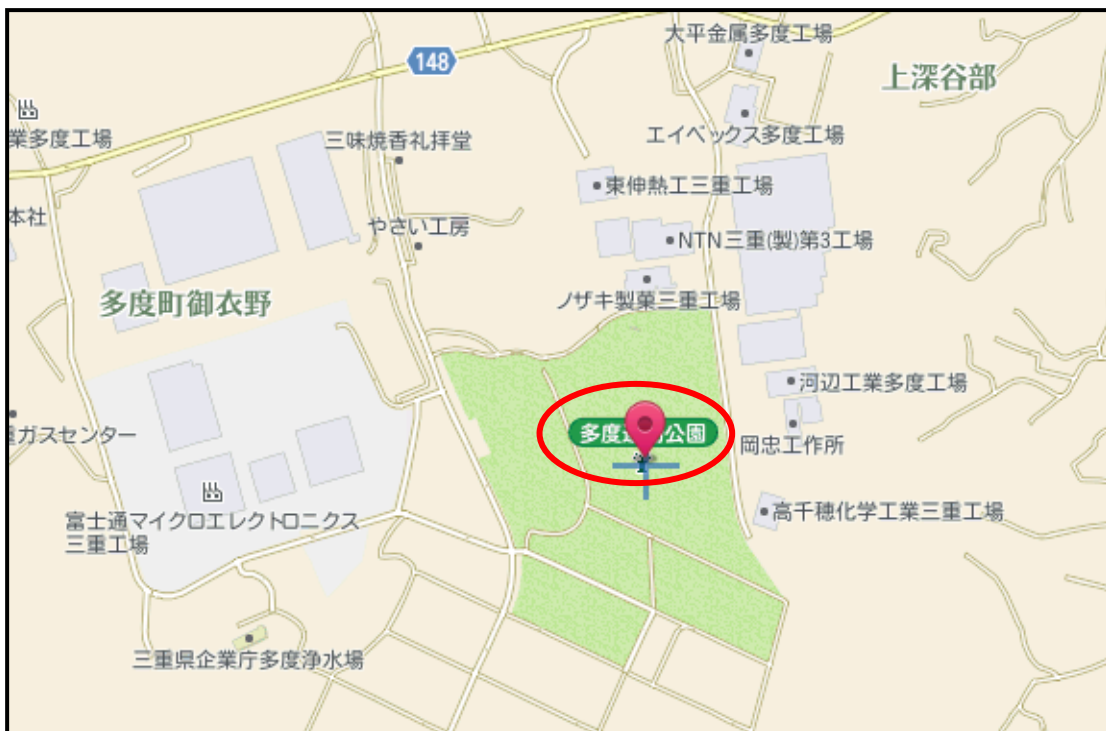 大平金属多度工場
148
上深谷部
業多度工場
三味焼香礼拝堂
エイベックス多度工場
東伸熱工三重工場
本社
やさい工房
NTN三重(製)第3工場
多度町御衣野
ノザキ製菓三重工場
河辺工業多度工場
重ガスセンター
多度 公園
岡忠工作所
富士通マイクロエレクトロニクス
三重工場
高千穂化学工業三重工場
三重県企業庁多度浄水場